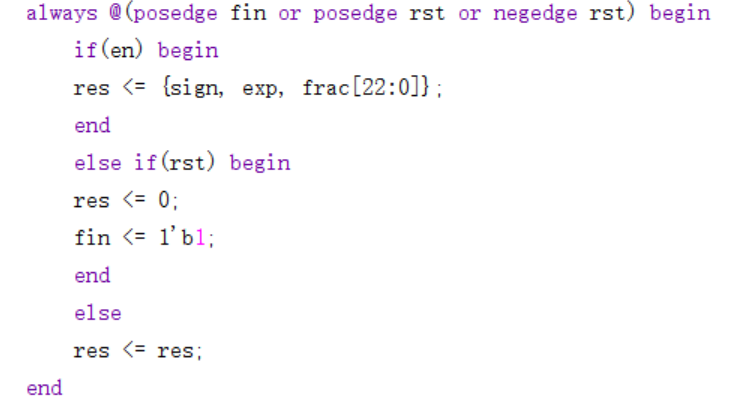 always @(posedge fin or posedge rst or negedge rst) begin
if(en) begin
res <= {sign, exp, frac[22:0]};
end
else if(rst) begin
res <= 0;
fin <= 1'b1;
end
else
res <= res;
end